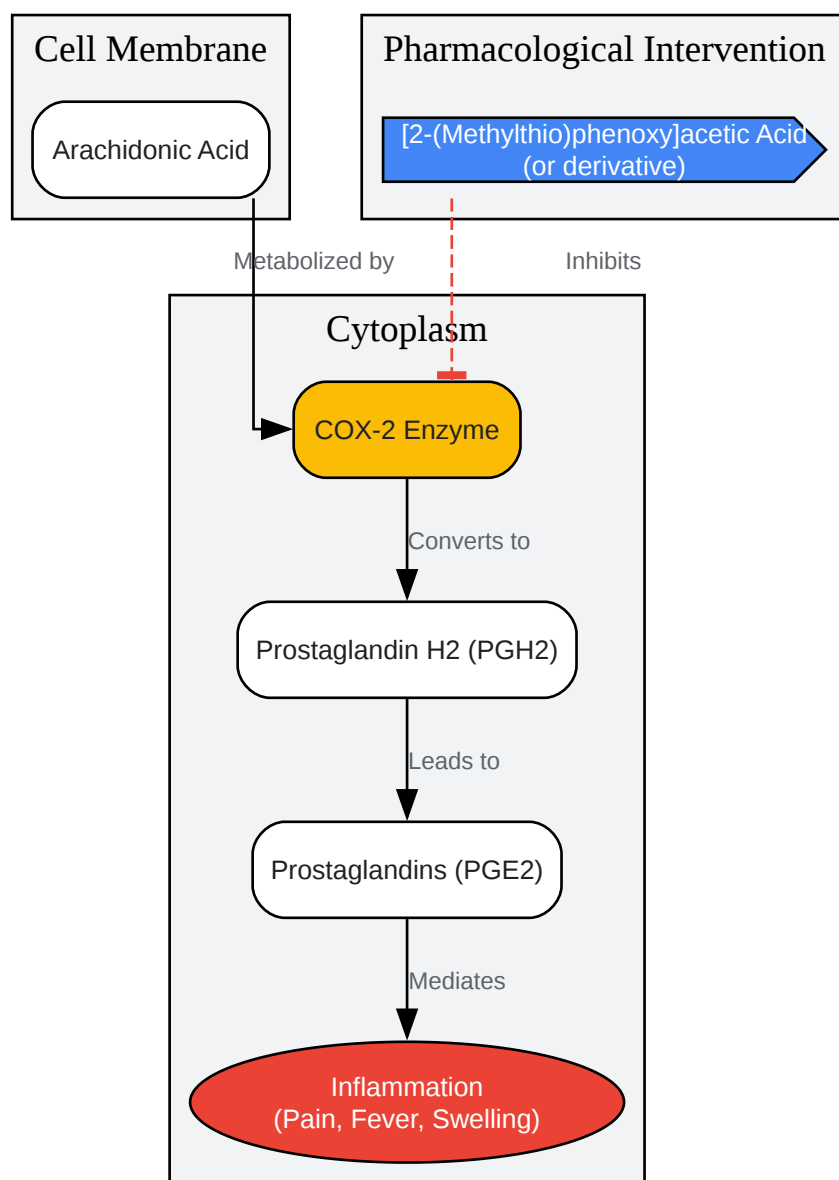 Cell Membrane
Pharmacological Intervention
Arachidonic Acid
[2-(Methylthio)phenoxy]acetic Acid
(or derivative)
Metabolized by
Inhibits
Cytoplasm
COX-2 Enzyme
Converts to
Prostaglandin H2 (PGH2)
Leads to
Prostaglandins (PGE2)
Mediates
Inflammation
(Pain, Fever, Swelling)